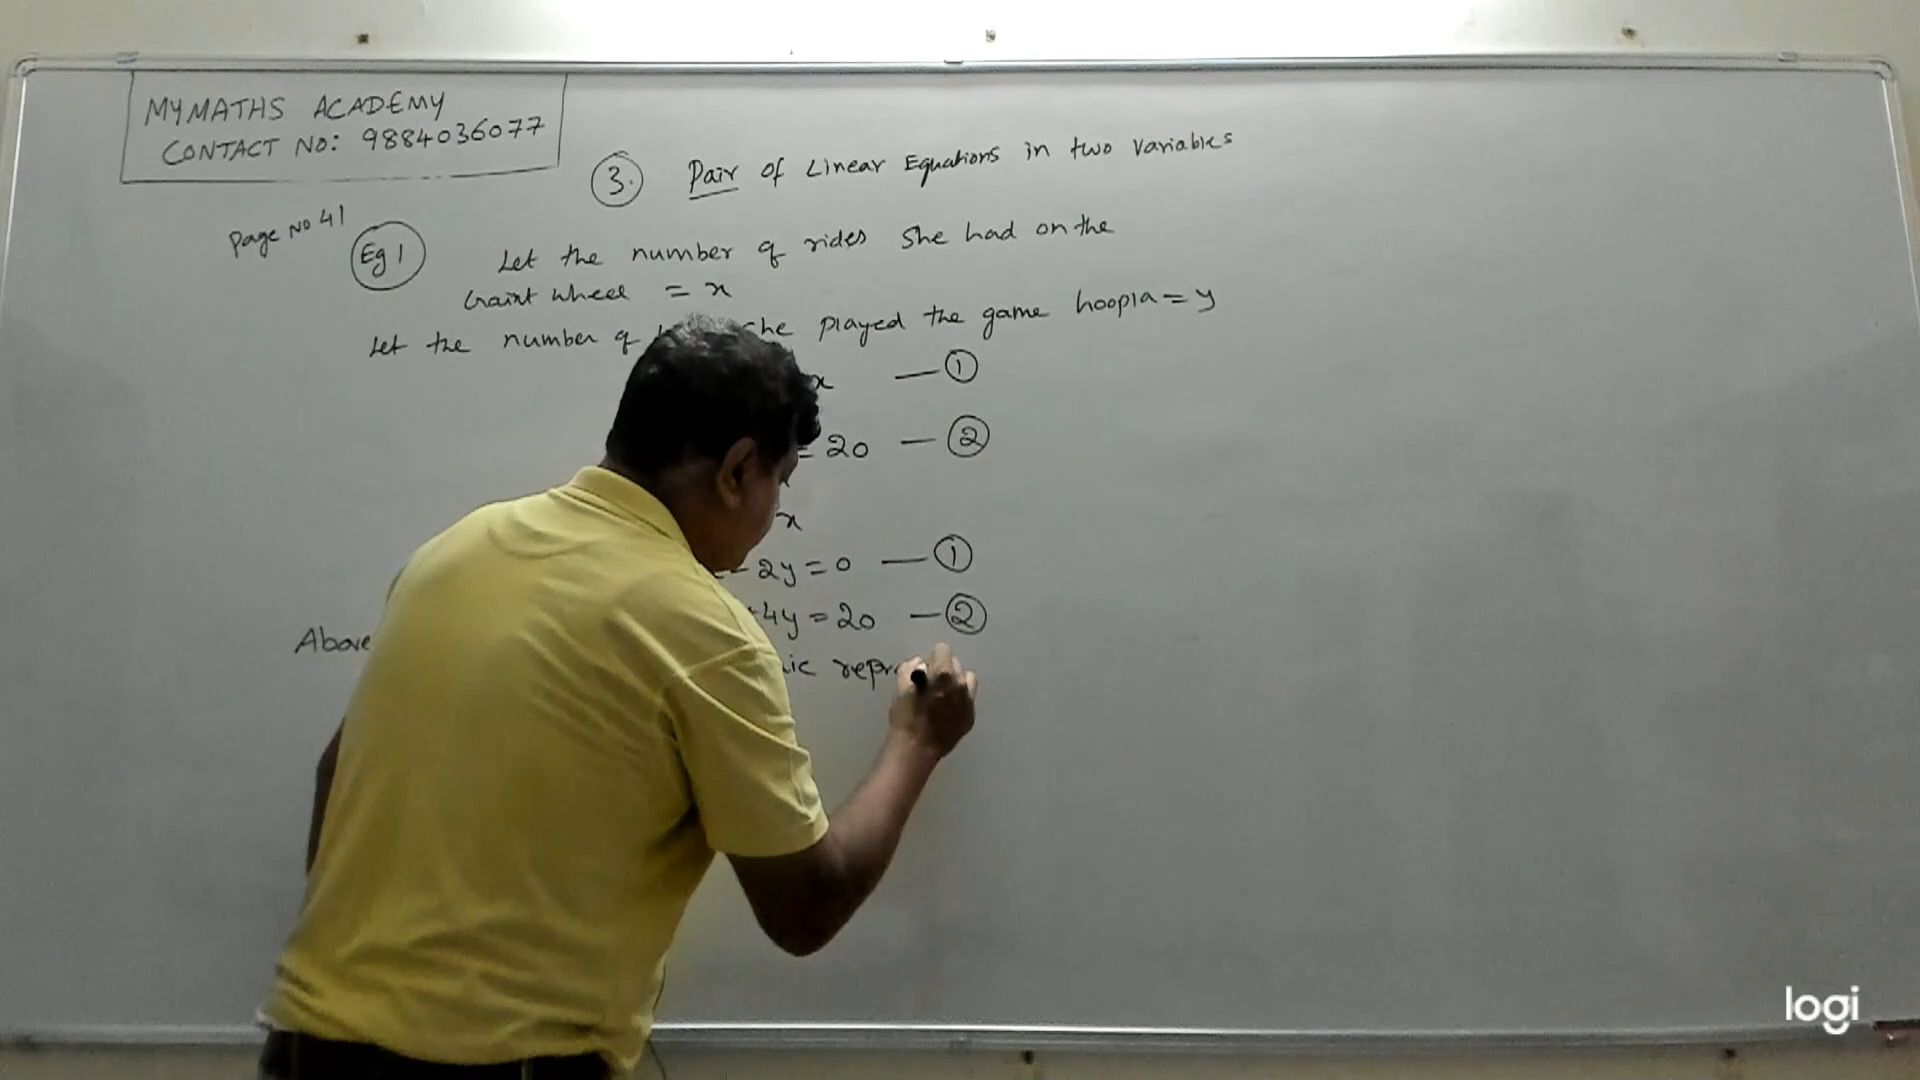 MYMATHS ACADEMY
CONTACT NO: 9884036077
3. Pair of Linear Equations in two variables
Page No 41
Eg 1 Let the number of rides she had on the
Graint wheel = x
Let the number of she played the game hoopla = y
x — 1
= 20 — 2
x
- 2y = 0 — 1
+ 4y = 20 — 2
Above
logi